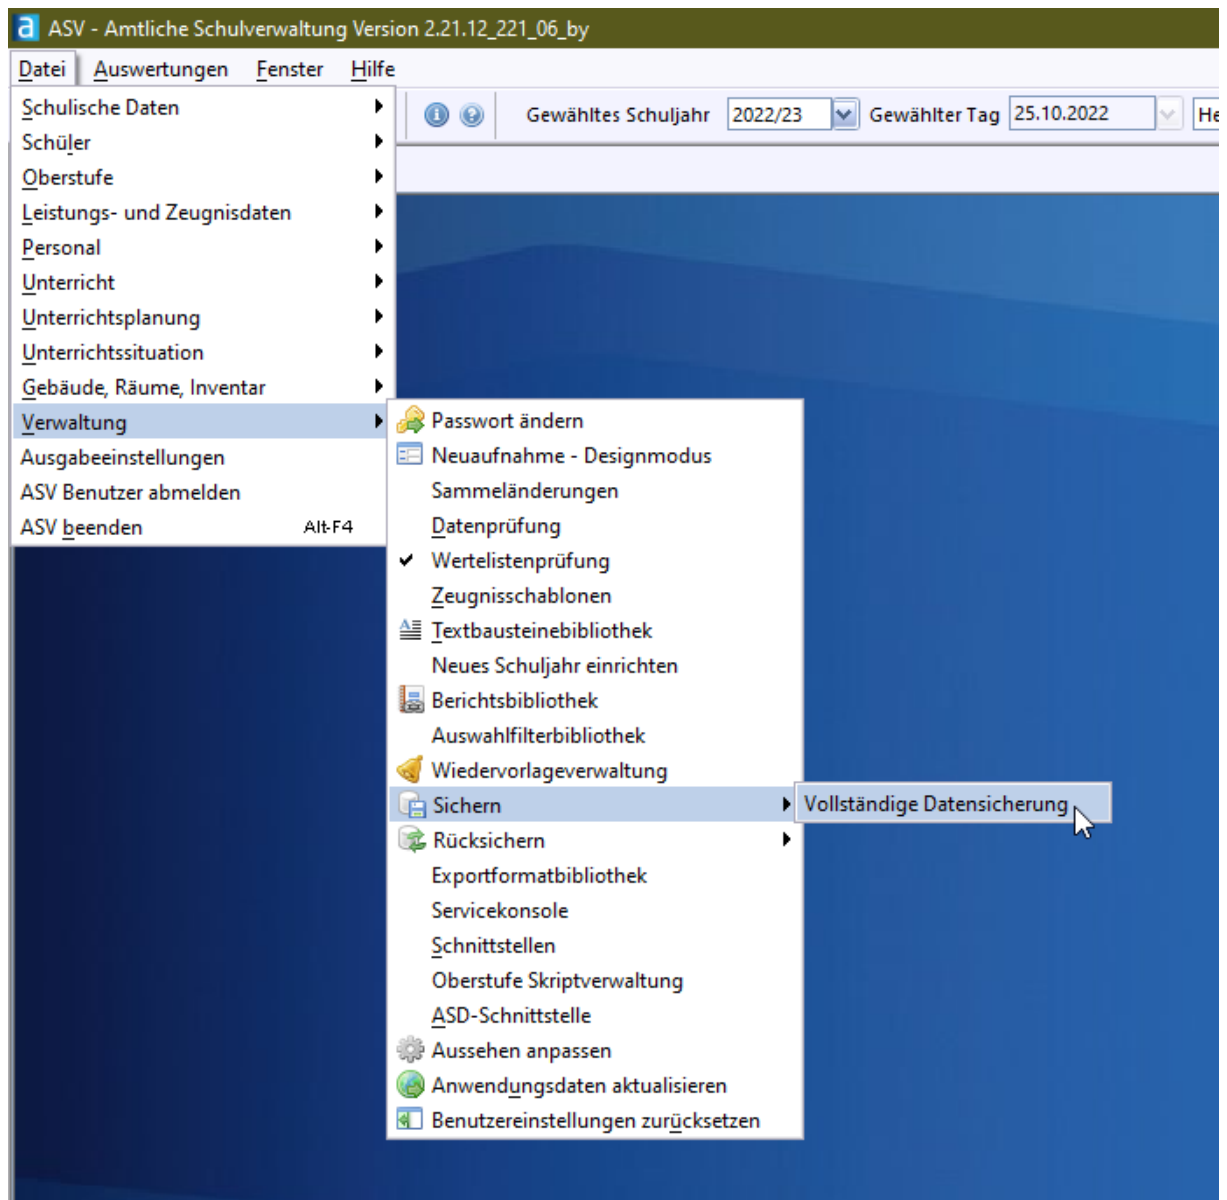 a ASV - Amtliche Schulverwaltung Version 2.21.12_221_06_by
Datei Auswertungen Fenster Hilfe
Gewähltes Schuljahr 2022/23 Gewählter Tag 25.10.2022 He
Schulische Daten
Schüler
Oberstufe
Leistungs- und Zeugnisdaten
Personal
Unterricht
Unterrichtsplanung
Unterrichtssituation
Gebäude, Räume, Inventar
Verwaltung
Ausgabeeinstellungen
ASV Benutzer abmelden
ASV beenden Alt-F4
Passwort ändern
Neuaufnahme - Designmodus
Sammeländerungen
Datenprüfung
Wertelistenprüfung
Zeugnisschablonen
Textbausteinebibliothek
Neues Schuljahr einrichten
Berichtsbibliothek
Auswahlfilterbibliothek
Wiedervorlageverwaltung
Sichern
Rücksichern
Exportformatbibliothek
Servicekonsole
Schnittstellen
Oberstufe Skriptverwaltung
ASD-Schnittstelle
Aussehen anpassen
Anwendungsdaten aktualisieren
Benutzereinstellungen zurücksetzen
Vollständige Datensicherung